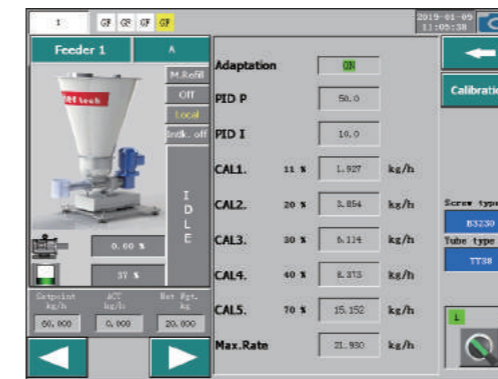 1 GF GF GF GF
2019-01-09
11:05:38
Feeder 1 A
M.Refill
Off
Local
Indk. off
IDLE
0.00 %
37 %
Setpoint ACT Net Wgt.
kg/h kg/h kg
60.000 0.000 20.000
Adaptation ON
PID P 50.0
PID I 10.0
CAL1. 11 % 1.927 kg/h
CAL2. 20 % 3.854 kg/h
CAL3. 30 % 6.114 kg/h
CAL4. 40 % 8.373 kg/h
CAL5. 70 % 15.152 kg/h
Max.Rate 21.930 kg/h
Calibratio
Screw type
B3230
Tube type
TT38
L